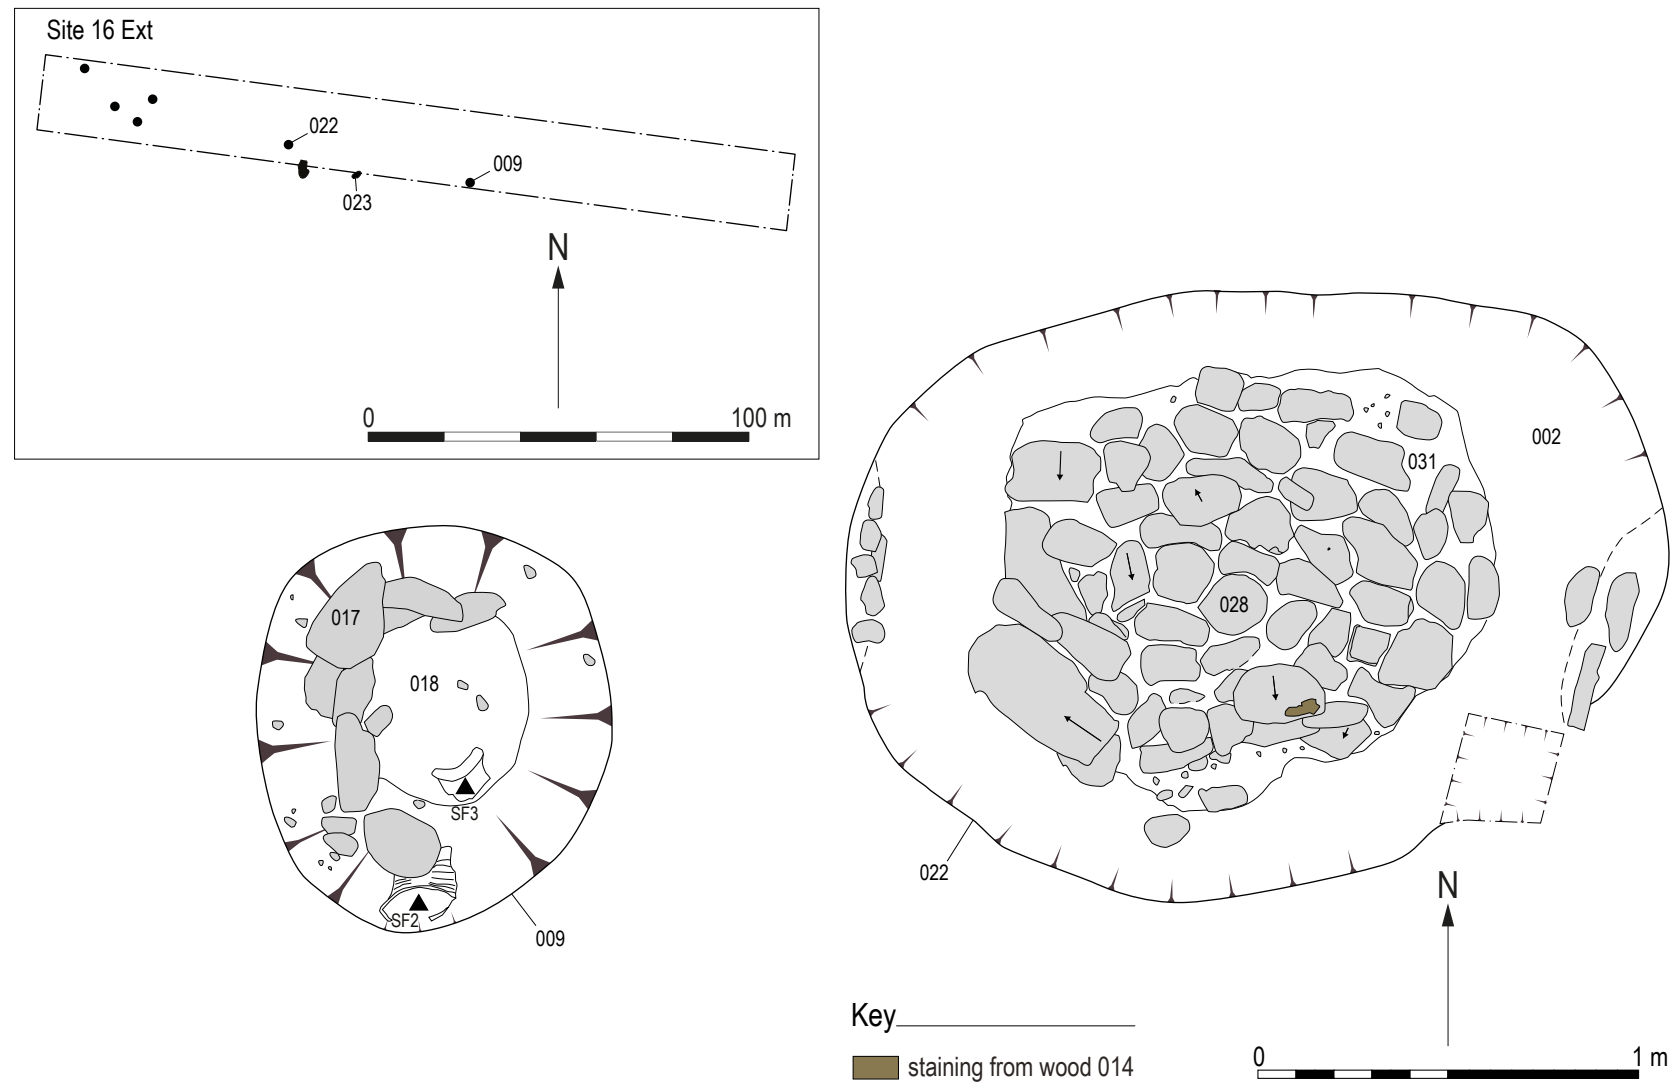 Site 16 Ext
022
009
023
N
0 100 m
002
031
017
028
018
SF3
SF2
022
009
N
Key
staining from wood 014
0 1 m